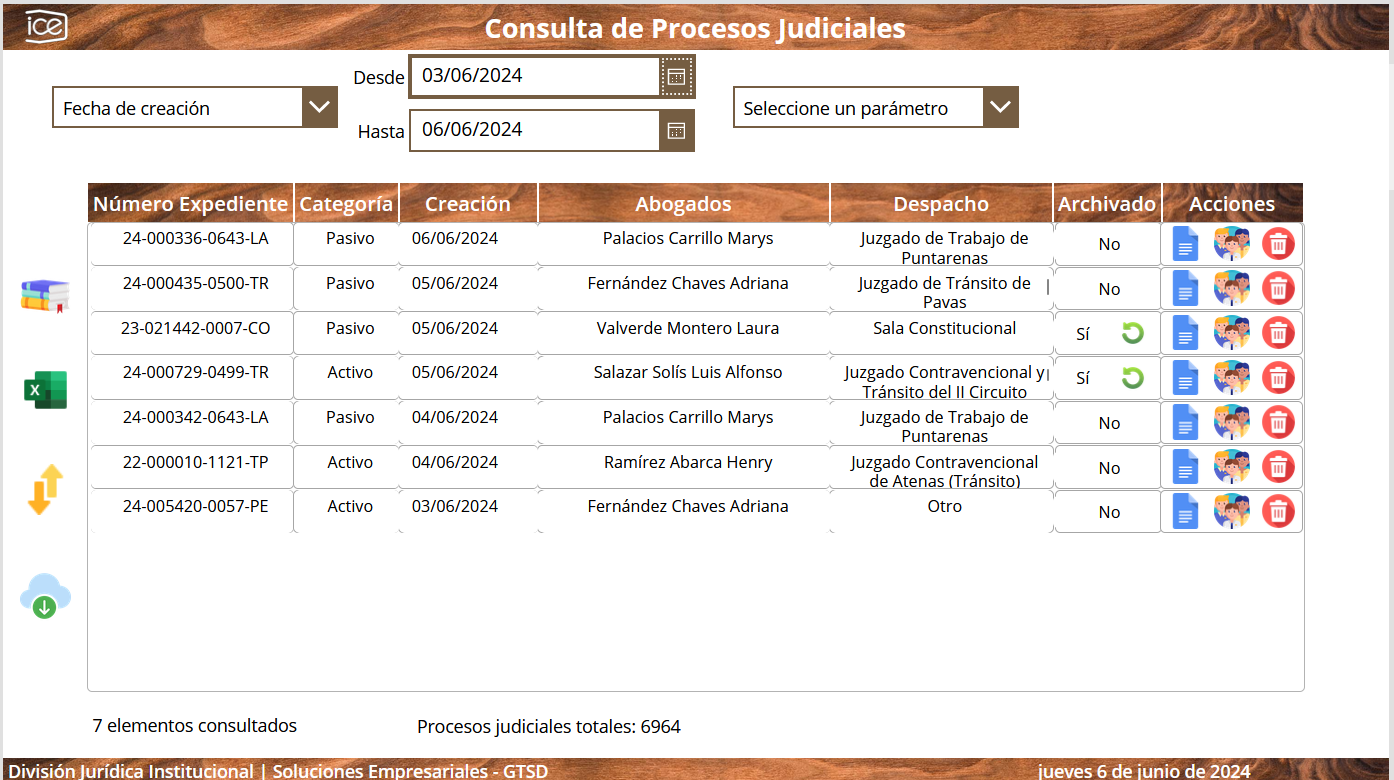 ice
Consulta de Procesos Judiciales
Fecha de creación
Desde 03/06/2024
Hasta 06/06/2024
Seleccione un parámetro
Número Expediente Categoría Creación Abogados Despacho Archivado Acciones
24-000336-0643-LA Pasivo 06/06/2024 Palacios Carrillo Marys Juzgado de Trabajo de No
Puntarenas
24-000435-0500-TR Pasivo 05/06/2024 Fernández Chaves Adriana Juzgado de Tránsito de No
Pavas
23-021442-0007-CO Pasivo 05/06/2024 Valverde Montero Laura Sala Constitucional Sí
24-000729-0499-TR Activo 05/06/2024 Salazar Solís Luis Alfonso Juzgado Contravencional y Sí
Tránsito del II Circuito
24-000342-0643-LA Pasivo 04/06/2024 Palacios Carrillo Marys Juzgado de Trabajo de No
Puntarenas
22-000010-1121-TP Activo 04/06/2024 Ramírez Abarca Henry Juzgado Contravencional No
de Atenas (Tránsito)
24-005420-0057-PE Activo 03/06/2024 Fernández Chaves Adriana Otro No
X
7 elementos consultados Procesos judiciales totales: 6964
División Jurídica Institucional | Soluciones Empresariales - GTSD jueves 6 de junio de 2024